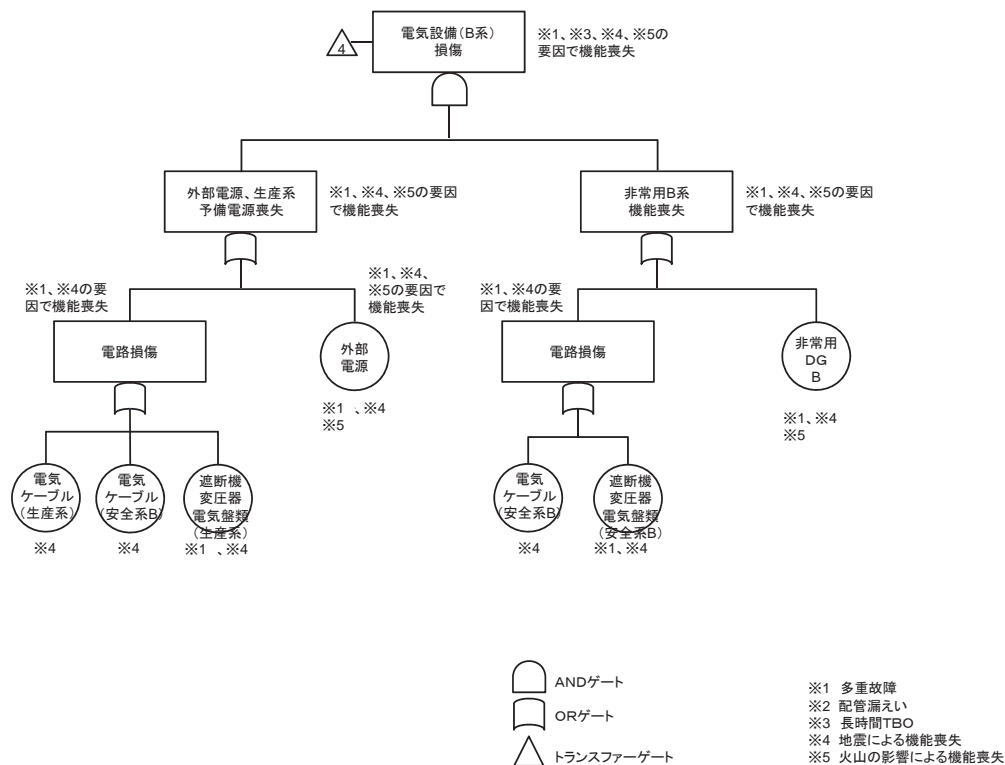 電気設備（B系）
損傷
4
※1、※3、※4、※5の
要因で機能喪失
外部電源、生産系
予備電源喪失
※1、※4、※5の要因
で機能喪失
非常用B系
機能喪失
※1、※4、※5の要因
で機能喪失
※1、※4の要
因で機能喪失
※1、※4、
※5の要因で
機能喪失
※1、※4の要
因で機能喪失
電路損傷
外部
電源
※1 、※4
※5
電路損傷
非常用
DG
B
※1、※4
※5
電気
ケーブル
（生産系）
※4
電気
ケーブル
（安全系B）
※4
遮断機
変圧器
電気盤類
（生産系）
※1 、※4
電気
ケーブル
（安全系B）
※4
遮断機
変圧器
電気盤類
（安全系B）
※1、※4
ANDゲート
ORゲート
トランスファーゲート
※1 多重故障
※2 配管漏えい
※3 長時間TBO
※4 地震による機能喪失
※5 火山の影響による機能喪失